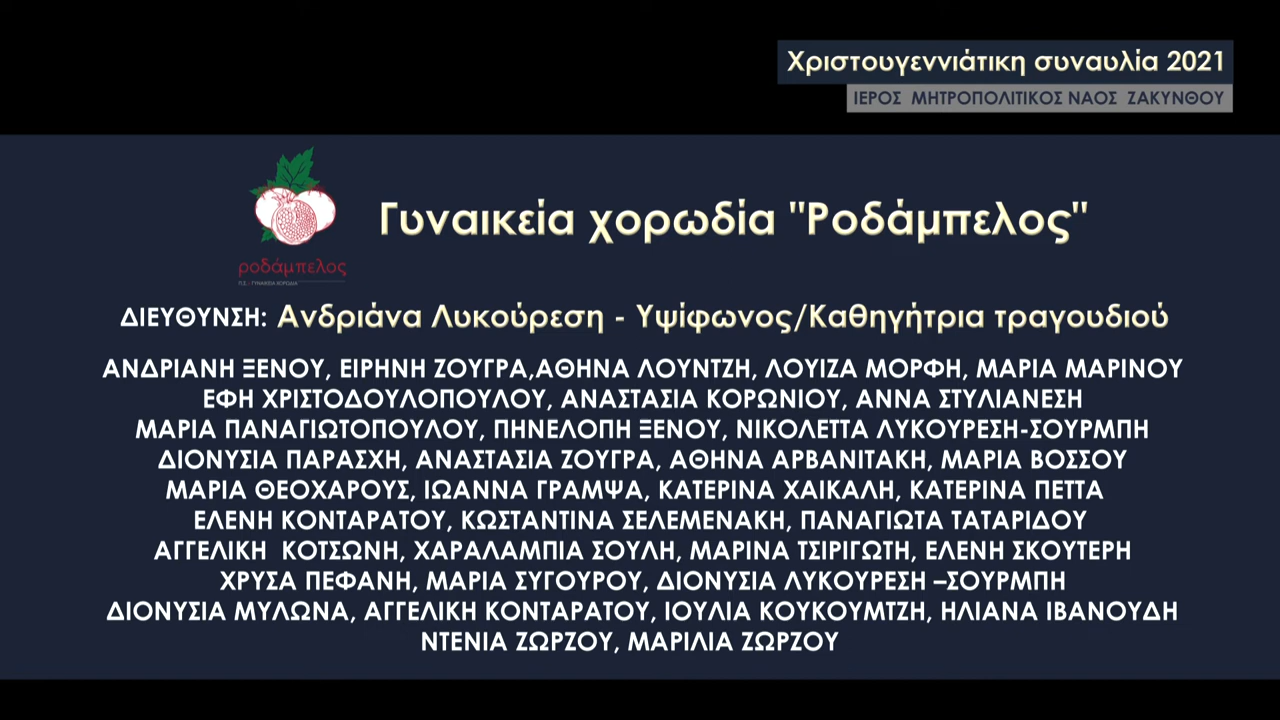 Χριστουγεννιάτικη συναυλία 2021
ΙΕΡΟΣ ΜΗΤΡΟΠΟΛΙΤΙΚΟΣ ΝΑΟΣ ΖΑΚΥΝΘΟΥ
Γυναικεία χορωδία "Ροδάμπελος"
ροδάμπελος
Π.Σ. : ΓΥΝΑΙΚΕΙΑ ΧΟΡΩΔΙΑ
ΔΙΕΥΘΥΝΣΗ: Ανδριάνα Λυκούρεση - Υψίφωνος/Καθηγήτρια τραγουδιού
ΑΝΔΡΙΑΝΗ ΞΕΝΟΥ, ΕΙΡΗΝΗ ΖΟΥΓΡΑ,ΑΘΗΝΑ ΛΟΥΝΤΖΗ, ΛΟΥΙΖΑ ΜΟΡΦΗ, ΜΑΡΙΑ ΜΑΡΙΝΟΥ
ΕΦΗ ΧΡΙΣΤΟΔΟΥΛΟΠΟΥΛΟΥ, ΑΝΑΣΤΑΣΙΑ ΚΟΡΩΝΙΟΥ, ΑΝΝΑ ΣΤΥΛΙΑΝΕΣΗ
ΜΑΡΙΑ ΠΑΝΑΓΙΩΤΟΠΟΥΛΟΥ, ΠΗΝΕΛΟΠΗ ΞΕΝΟΥ, ΝΙΚΟΛΕΤΤΑ ΛΥΚΟΥΡΕΣΗ-ΣΟΥΡΜΠΗ
ΔΙΟΝΥΣΙΑ ΠΑΡΑΣΧΗ, ΑΝΑΣΤΑΣΙΑ ΖΟΥΓΡΑ, ΑΘΗΝΑ ΑΡΒΑΝΙΤΑΚΗ, ΜΑΡΙΑ ΒΟΣΣΟΥ
ΜΑΡΙΑ ΘΕΟΧΑΡΟΥΣ, ΙΩΑΝΝΑ ΓΡΑΜΨΑ, ΚΑΤΕΡΙΝΑ ΧΑΙΚΑΛΗ, ΚΑΤΕΡΙΝΑ ΠΕΤΤΑ
ΕΛΕΝΗ ΚΟΝΤΑΡΑΤΟΥ, ΚΩΣΤΑΝΤΙΝΑ ΣΕΛΕΜΕΝΑΚΗ, ΠΑΝΑΓΙΩΤΑ ΤΑΤΑΡΙΔΟΥ
ΑΓΓΕΛΙΚΗ ΚΟΤΣΩΝΗ, ΧΑΡΑΛΑΜΠΙΑ ΣΟΥΛΗ, ΜΑΡΙΝΑ ΤΣΙΡΙΓΩΤΗ, ΕΛΕΝΗ ΣΚΟΥΤΕΡΗ
ΧΡΥΣΑ ΠΕΦΑΝΗ, ΜΑΡΙΑ ΣΥΓΟΥΡΟΥ, ΔΙΟΝΥΣΙΑ ΛΥΚΟΥΡΕΣΗ –ΣΟΥΡΜΠΗ
ΔΙΟΝΥΣΙΑ ΜΥΛΩΝΑ, ΑΓΓΕΛΙΚΗ ΚΟΝΤΑΡΑΤΟΥ, ΙΟΥΛΙΑ ΚΟΥΚΟΥΜΤΖΗ, ΗΛΙΑΝΑ ΙΒΑΝΟΥΔΗ
ΝΤΕΝΙΑ ΖΩΡΖΟΥ, ΜΑΡΙΛΙΑ ΖΩΡΖΟΥ